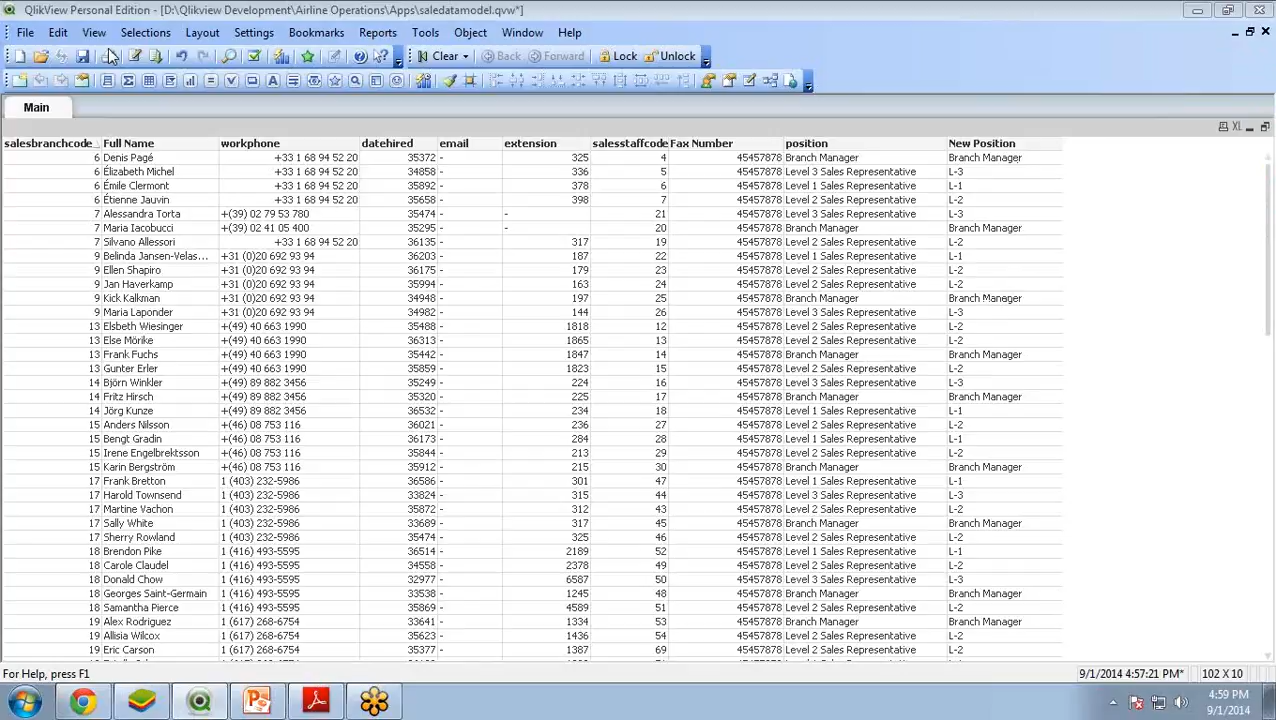 QlikView Personal Edition - [D:\Qlikview Development\Airline Operations\Apps\saledatamodel.qvw*]
File Edit View Selections Layout Settings Bookmarks Reports Tools Object Window Help
Clear Back Forward Lock Unlock
Main
XL
salesbranchcode Full Name workphone datehired email extension salesstaffcode Fax Number position New Position
6 Denis Pagé +33 1 68 94 52 20 35372 - 325 4 45457878 Branch Manager Branch Manager
6 Élizabeth Michel +33 1 68 94 52 20 34858 - 336 5 45457878 Level 3 Sales Representative L-3
6 Émile Clermont +33 1 68 94 52 20 35892 - 378 6 45457878 Level 1 Sales Representative L-1
6 Étienne Jauvin +33 1 68 94 52 20 35658 - 398 7 45457878 Level 2 Sales Representative L-2
7 Alessandra Torta +(39) 02 79 53 780 35474 - - 21 45457878 Level 3 Sales Representative L-3
7 Maria Iacobucci +(39) 02 41 05 400 35295 - - 20 45457878 Branch Manager Branch Manager
7 Silvano Allessori +33 1 68 94 52 20 36135 - 317 19 45457878 Level 2 Sales Representative L-2
9 Belinda Jansen-Velas... +31 (0)20 692 93 94 36203 - 187 22 45457878 Level 1 Sales Representative L-1
9 Ellen Shapiro +31 (0)20 692 93 94 36175 - 179 23 45457878 Level 2 Sales Representative L-2
9 Jan Haverkamp +31 (0)20 692 93 94 35994 - 163 24 45457878 Level 2 Sales Representative L-2
9 Kick Kalkman +31 (0)20 692 93 94 34948 - 197 25 45457878 Branch Manager Branch Manager
9 Maria Laponder +31 (0)20 692 93 94 34982 - 144 26 45457878 Level 3 Sales Representative L-3
13 Elsbeth Wiesinger +(49) 40 663 1990 35488 - 1818 12 45457878 Level 2 Sales Representative L-2
13 Else Mörike +(49) 40 663 1990 36313 - 1865 13 45457878 Level 2 Sales Representative L-2
13 Frank Fuchs +(49) 40 663 1990 35442 - 1847 14 45457878 Branch Manager Branch Manager
13 Gunter Erler +(49) 40 663 1990 35859 - 1823 15 45457878 Level 2 Sales Representative L-2
14 Björn Winkler +(49) 89 882 3456 35249 - 224 16 45457878 Level 3 Sales Representative L-3
14 Fritz Hirsch +(49) 89 882 3456 35320 - 225 17 45457878 Branch Manager Branch Manager
14 Jörg Kunze +(49) 89 882 3456 36532 - 234 18 45457878 Level 1 Sales Representative L-1
15 Anders Nilsson +(46) 08 753 116 36021 - 236 27 45457878 Level 2 Sales Representative L-2
15 Bengt Gradin +(46) 08 753 116 36173 - 284 28 45457878 Level 1 Sales Representative L-1
15 Irene Engelbrektsson +(46) 08 753 116 35844 - 213 29 45457878 Level 2 Sales Representative L-2
15 Karin Bergström +(46) 08 753 116 35912 - 215 30 45457878 Branch Manager Branch Manager
17 Frank Bretton 1 (403) 232-5986 36586 - 301 47 45457878 Level 1 Sales Representative L-1
17 Harold Townsend 1 (403) 232-5986 33824 - 315 44 45457878 Level 3 Sales Representative L-3
17 Martine Vachon 1 (403) 232-5986 35872 - 312 43 45457878 Level 2 Sales Representative L-2
17 Sally White 1 (403) 232-5986 33689 - 317 45 45457878 Branch Manager Branch Manager
17 Sherry Rowland 1 (403) 232-5986 35474 - 325 46 45457878 Level 2 Sales Representative L-2
18 Brendon Pike 1 (416) 493-5595 36514 - 2189 52 45457878 Level 1 Sales Representative L-1
18 Carole Claudel 1 (416) 493-5595 34558 - 2378 49 45457878 Level 2 Sales Representative L-2
18 Donald Chow 1 (416) 493-5595 32977 - 6587 50 45457878 Level 3 Sales Representative L-3
18 Georges Saint-Germain 1 (416) 493-5595 33538 - 1245 48 45457878 Branch Manager Branch Manager
18 Samantha Pierce 1 (416) 493-5595 35869 - 4589 51 45457878 Level 2 Sales Representative L-2
19 Alex Rodriguez 1 (617) 268-6754 33641 - 1334 53 45457878 Branch Manager Branch Manager
19 Allisia Wilcox 1 (617) 268-6754 35623 - 1436 54 45457878 Level 2 Sales Representative L-2
19 Eric Carson 1 (617) 268-6754 35377 - 1387 69 45457878 Level 2 Sales Representative L-2
For Help, press F1 9/1/2014 4:57:21 PM* 102 X 10
4:59 PM
9/1/2014